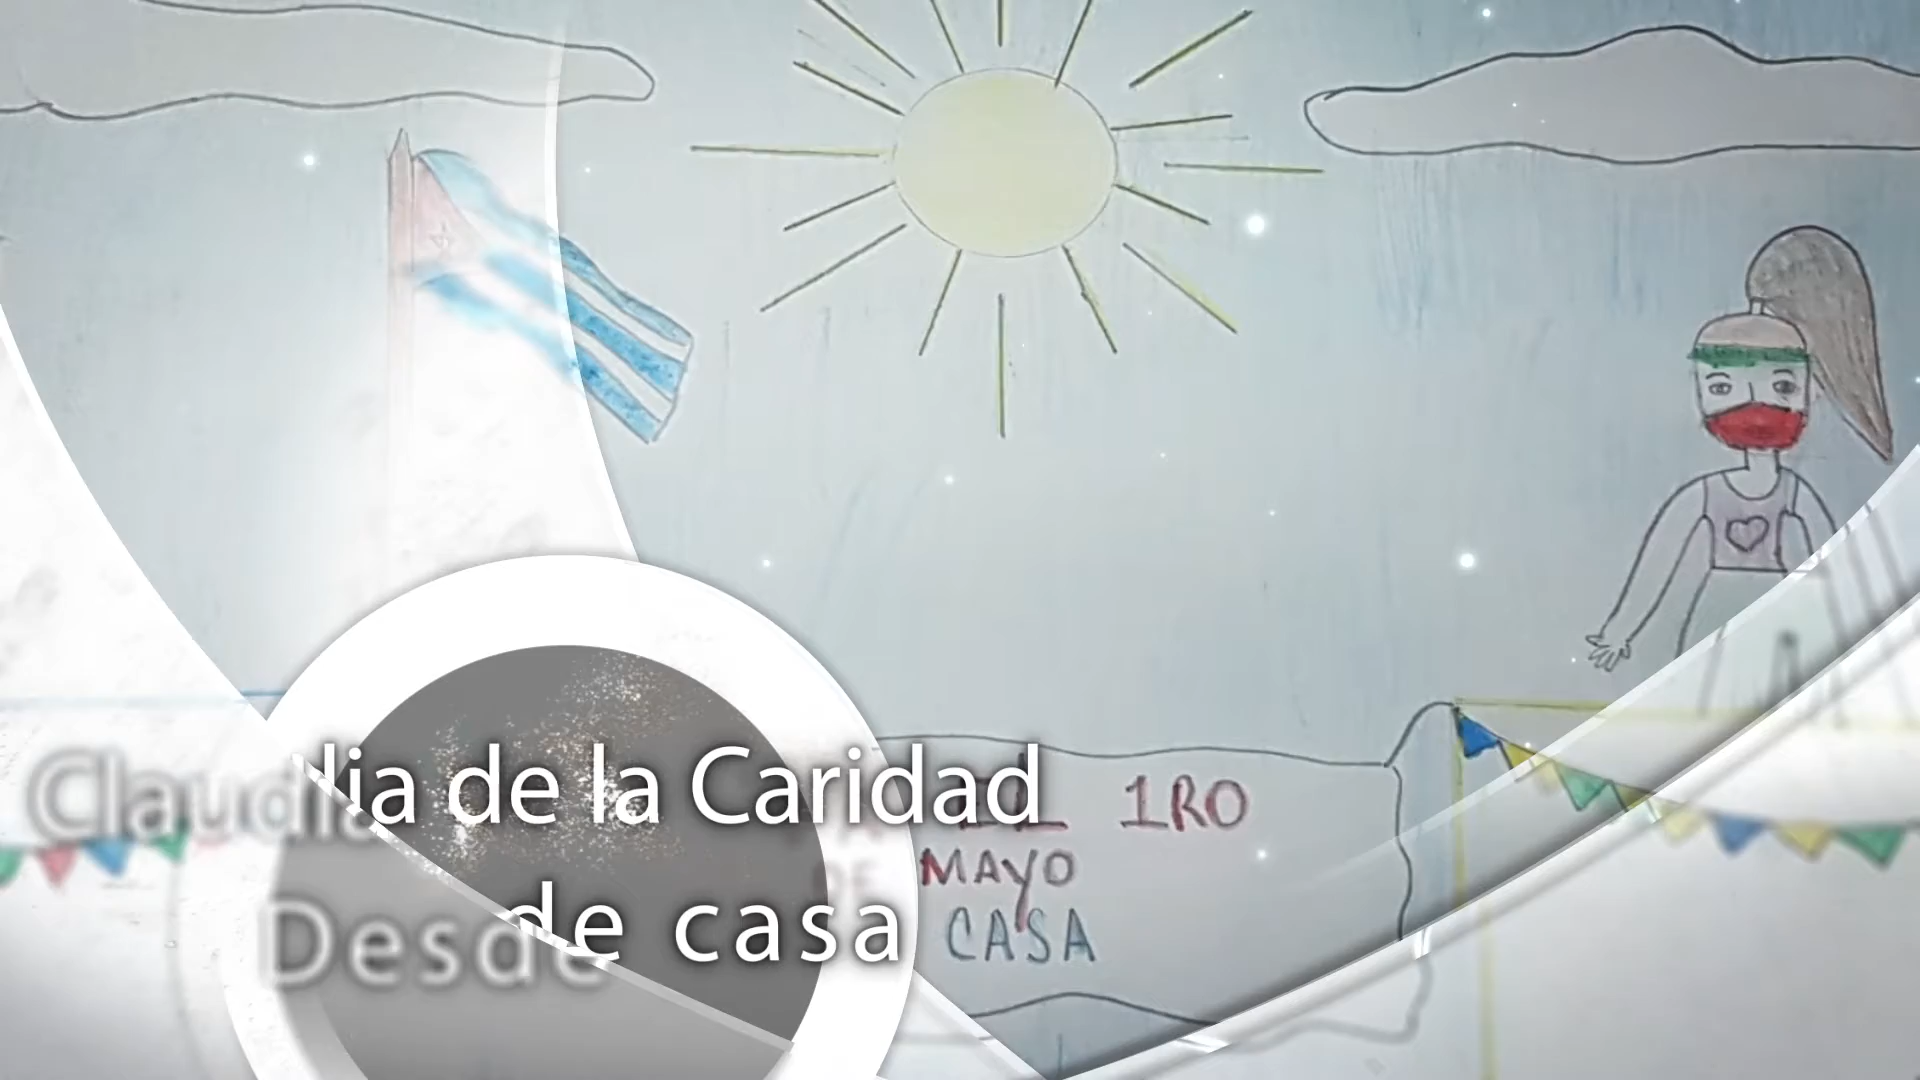 Claudia de la Caridad
Desde casa
1RO
DE MAYO
CASA